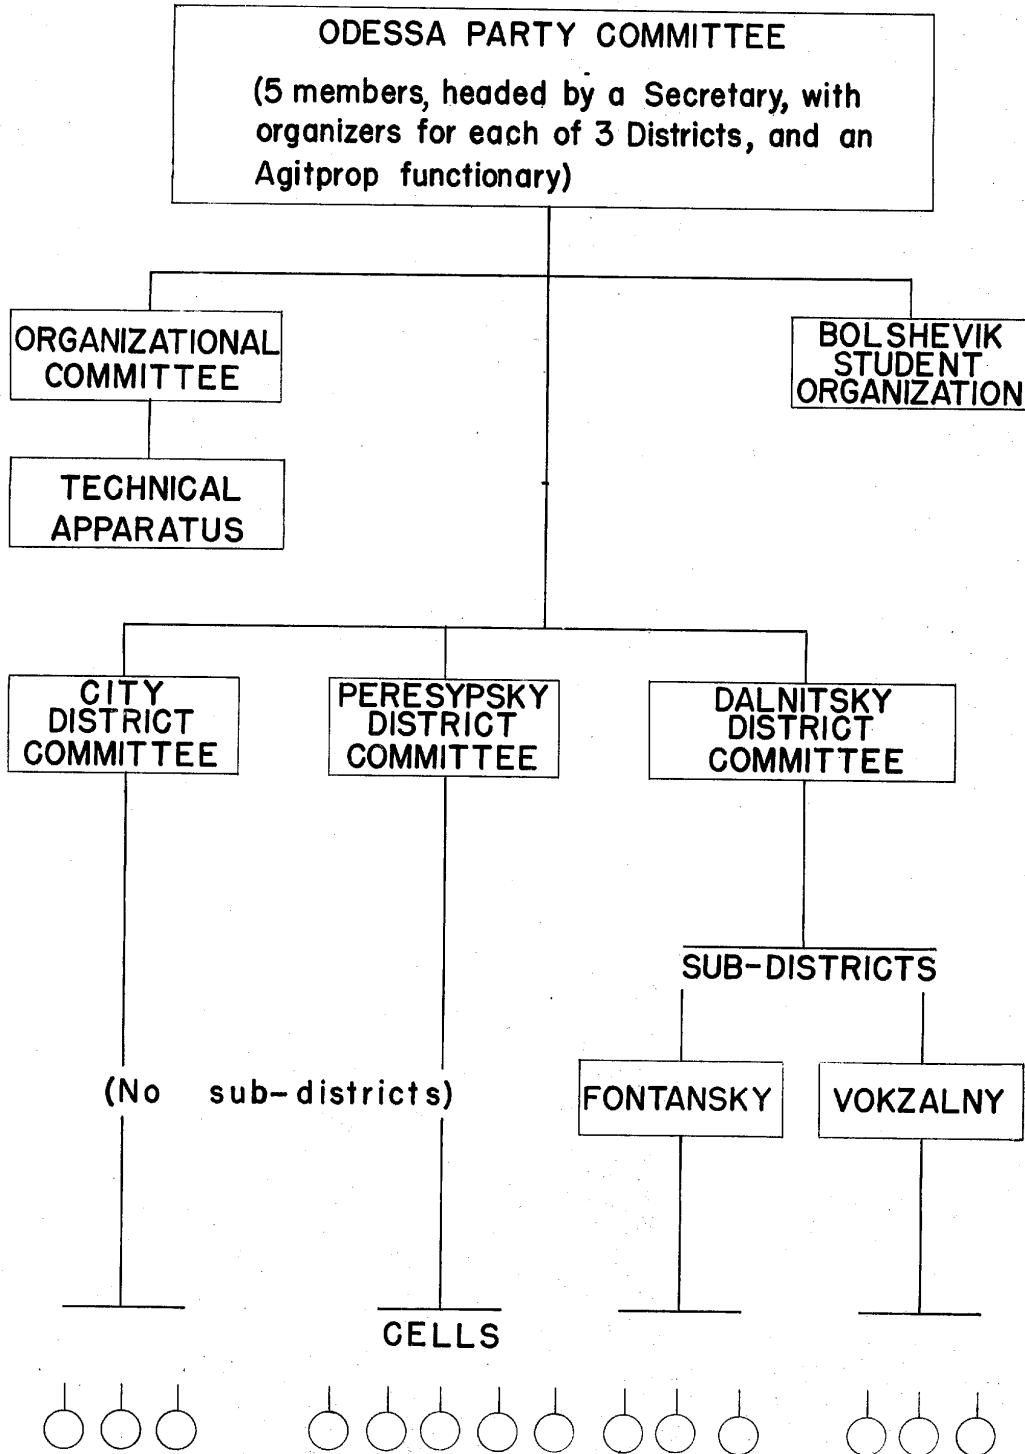 ODESSA PARTY COMMITTEE
(5 members, headed by a Secretary, with
organizers for each of 3 Districts, and an
Agitprop functionary)
ORGANIZATIONAL
COMMITTEE
BOLSHEVIK
STUDENT
ORGANIZATION
TECHNICAL
APPARATUS
CITY
DISTRICT
COMMITTEE
PERESYPSKY
DISTRICT
COMMITTEE
DALNITSKY
DISTRICT
COMMITTEE
SUB-DISTRICTS
(No sub-districts)
FONTANSKY
VOKZALNY
CELLS